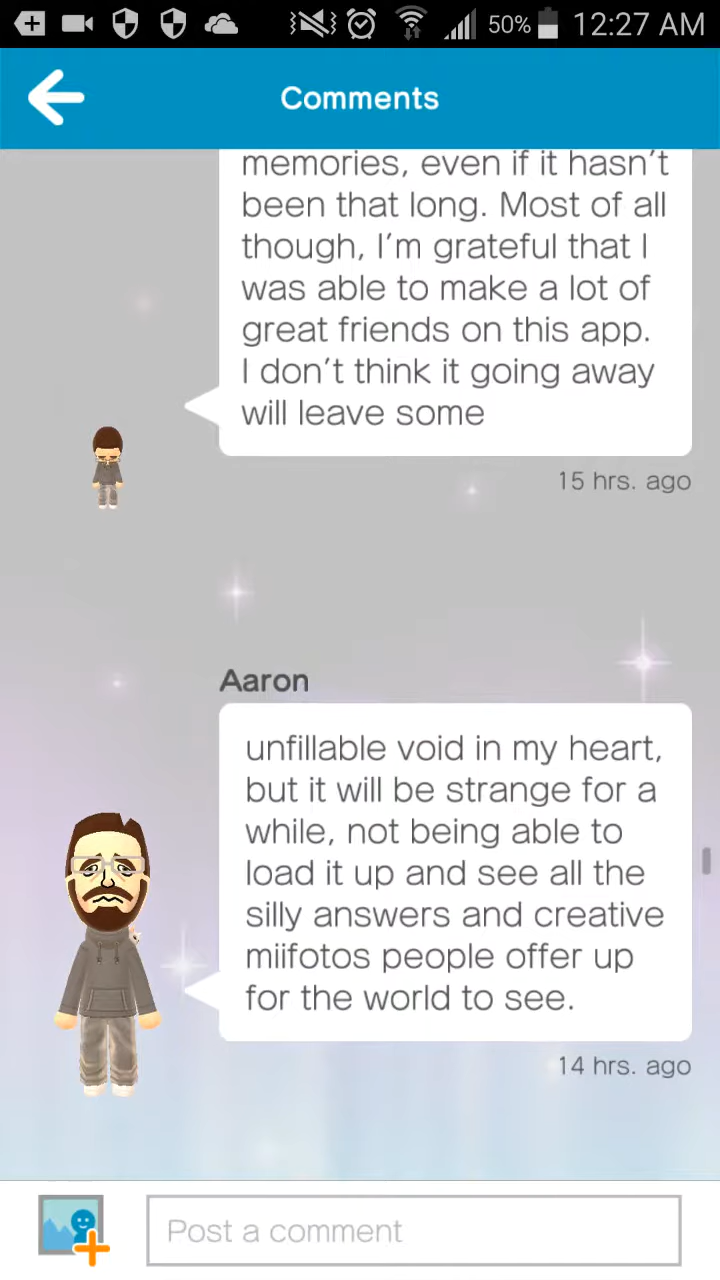 50% 12:27 AM
Comments
memories, even if it hasn't
been that long. Most of all
though, I'm grateful that I
was able to make a lot of
great friends on this app.
I don't think it going away
will leave some
15 hrs. ago
Aaron
unfillable void in my heart,
but it will be strange for a
while, not being able to
load it up and see all the
silly answers and creative
miifotos people offer up
for the world to see.
14 hrs. ago
Post a comment